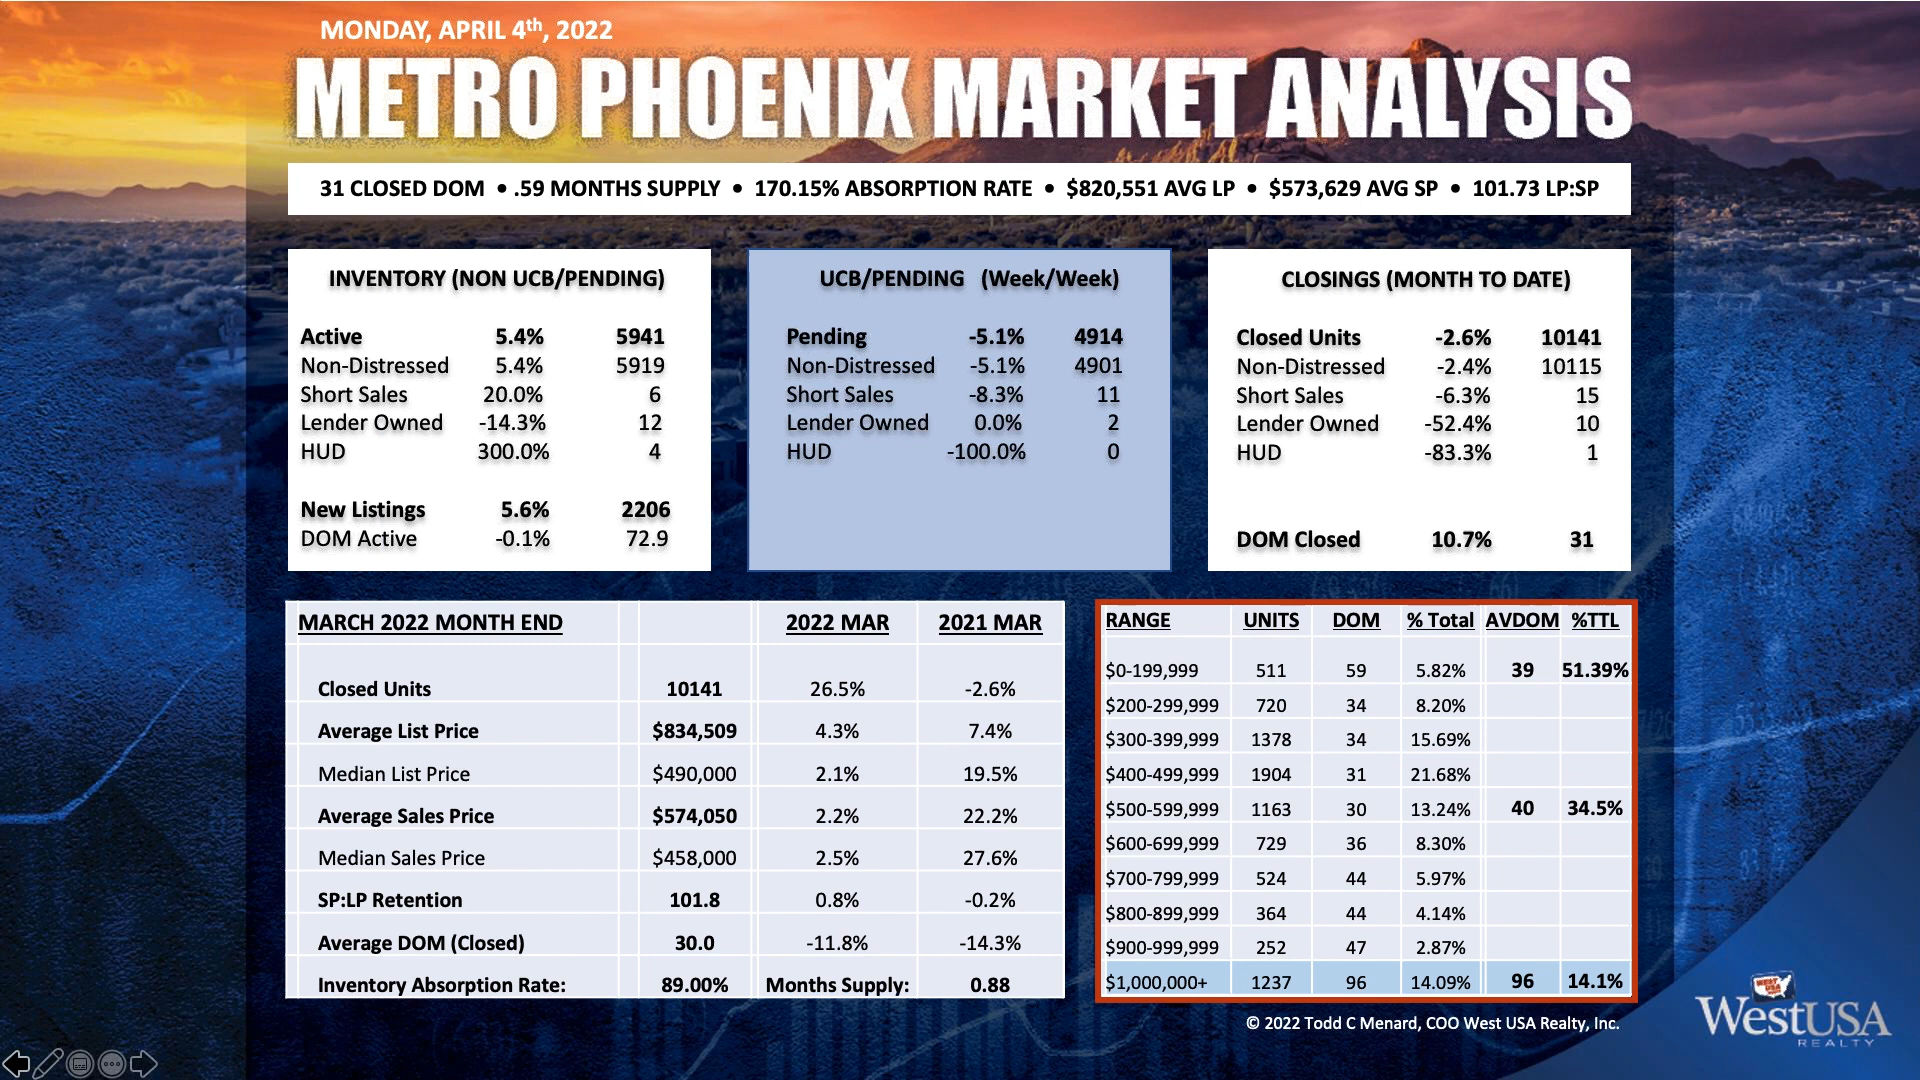 MONDAY, APRIL 4th, 2022
METRO PHOENIX MARKET ANALYSIS
31 CLOSED DOM • .59 MONTHS SUPPLY • 170.15% ABSORPTION RATE • $820,551 AVG LP • $573,629 AVG SP • 101.73 LP:SP
INVENTORY (NON UCB/PENDING)
Active 5.4% 5941
Non-Distressed 5.4% 5919
Short Sales 20.0% 6
Lender Owned -14.3% 12
HUD 300.0% 4
New Listings 5.6% 2206
DOM Active -0.1% 72.9
UCB/PENDING (Week/Week)
Pending -5.1% 4914
Non-Distressed -5.1% 4901
Short Sales -8.3% 11
Lender Owned 0.0% 2
HUD -100.0% 0
CLOSINGS (MONTH TO DATE)
Closed Units -2.6% 10141
Non-Distressed -2.4% 10115
Short Sales -6.3% 15
Lender Owned -52.4% 10
HUD -83.3% 1
DOM Closed 10.7% 31
MARCH 2022 MONTH END 2022 MAR 2021 MAR
Closed Units 10141 26.5% -2.6%
Average List Price $834,509 4.3% 7.4%
Median List Price $490,000 2.1% 19.5%
Average Sales Price $574,050 2.2% 22.2%
Median Sales Price $458,000 2.5% 27.6%
SP:LP Retention 101.8 0.8% -0.2%
Average DOM (Closed) 30.0 -11.8% -14.3%
Inventory Absorption Rate: 89.00% Months Supply: 0.88
RANGE UNITS DOM % Total AVDOM %TTL
$0-199,999 511 59 5.82% 39 51.39%
$200-299,999 720 34 8.20%
$300-399,999 1378 34 15.69%
$400-499,999 1904 31 21.68%
$500-599,999 1163 30 13.24% 40 34.5%
$600-699,999 729 36 8.30%
$700-799,999 524 44 5.97%
$800-899,999 364 44 4.14%
$900-999,999 252 47 2.87%
$1,000,000+ 1237 96 14.09% 96 14.1%
© 2022 Todd C Menard, COO West USA Realty, Inc.
WEST USA
WESTUSA
REALTY